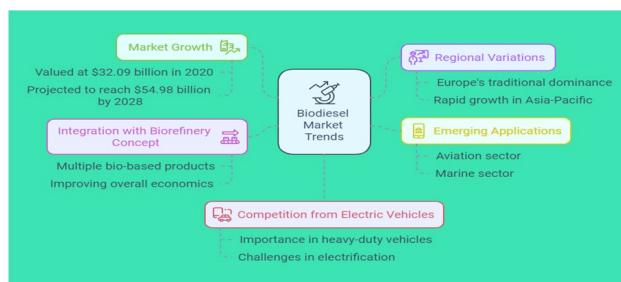 Market Growth
Valued at $32.09 billion in 2020
Projected to reach $54.98 billion
by 2028
Integration with Biorefinery
Concept
Multiple bio-based products
Improving overall economics
Biodiesel
Market
Trends
Regional Variations
Europe's traditional dominance
Rapid growth in Asia-Pacific
Emerging Applications
Aviation sector
Marine sector
Competition from Electric Vehicles
Importance in heavy-duty vehicles
Challenges in electrification